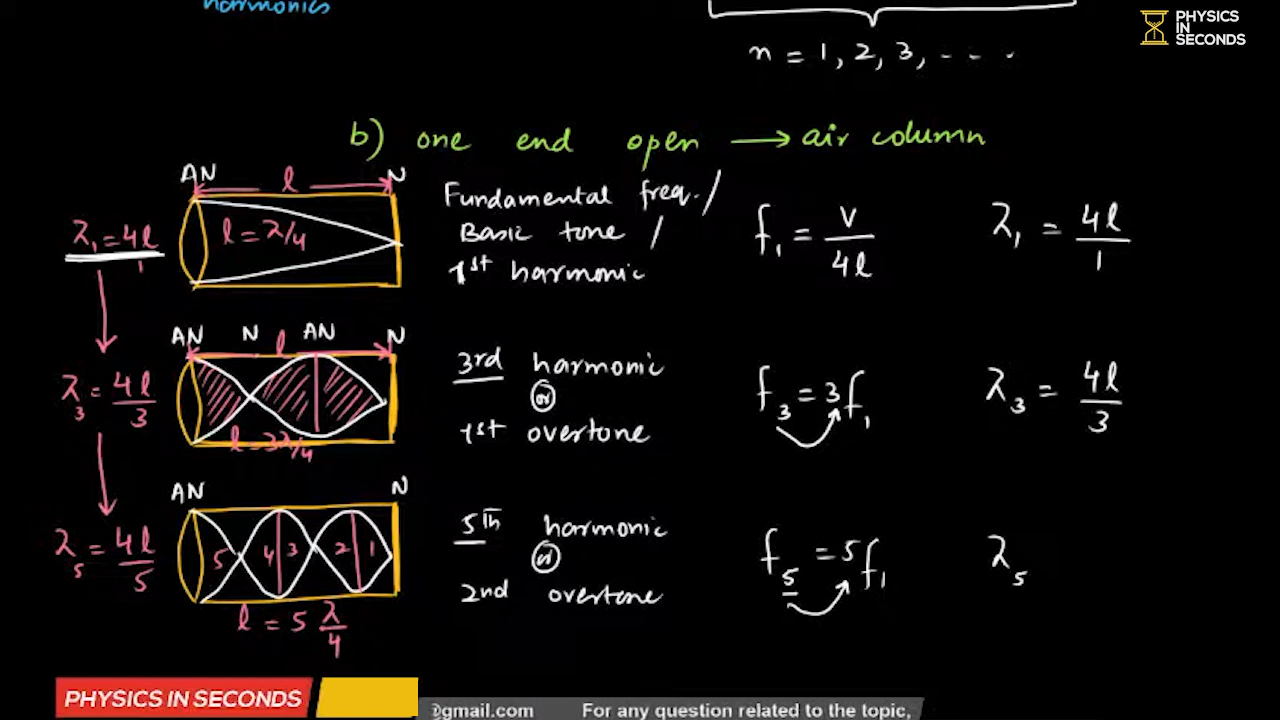 harmonics
PHYSICS
IN
SECONDS
n = 1, 2, 3, - - - -
b) one end open → air column
AN l N
λ₁ = 4l/1
l = λ/4
Fundamental freq. /
Basic tone /
1st harmonic
f₁ = v/4l
λ₁ = 4l/1
AN N l AN N
λ₃ = 4l/3
l = 3λ/4
3rd harmonic
or
1st overtone
f₃ = 3f₁
λ₃ = 4l/3
AN N
λ₅ = 4l/5
5 4 3 2 1
l = 5 λ/4
5th harmonic
or
2nd overtone
f₅ = 5f₁
λ₅
PHYSICS IN SECONDS
@gmail.com For any question related to the topic,